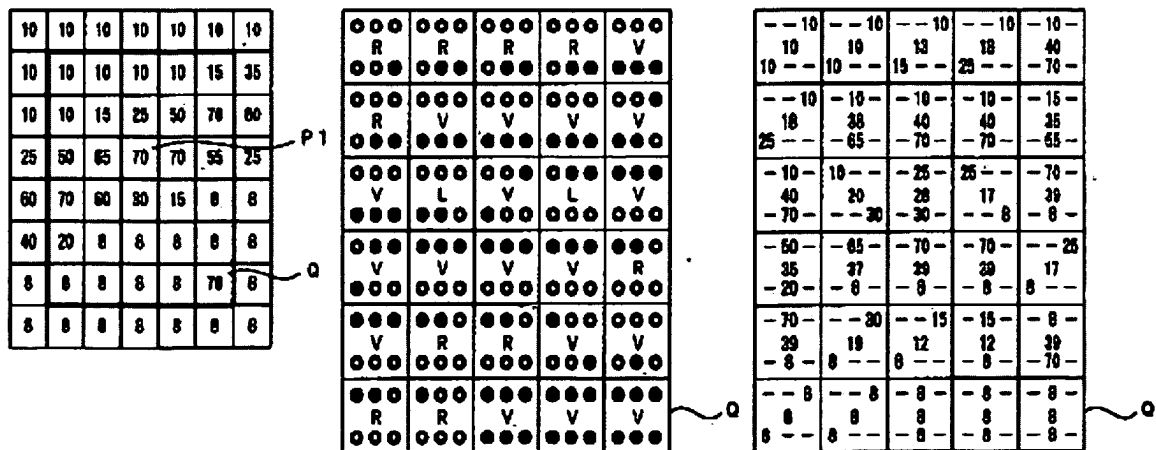 10 10 10 10 10 10 10
10 10 10 10 10 15 35
10 10 15 25 50 70 60
25 50 65 70 70 55 25
60 70 60 30 15 8 8
40 20 8 8 8 8 8
8 8 8 8 8 70 8
8 8 8 8 8 8 8
P1
Q
R R R R V
R V V V V
V L V L V
V V V V R
V R R V V
R R V V V
Q
--10 --10 --10 --10 -10-
10 10 13 18 40
10-- 10-- 15-- 25-- -70-
--10 -10- -10- -10- -15-
18 38 40 40 35
25-- -65- -70- -70- -55-
-10- 10-- -25- 25-- -70-
40 20 28 17 39
-70- --30 -30- --8 -8-
-50- -65- -70- -70- --25
35 37 39 39 17
-20- -8- -8- -8- 8--
-70- --30 --15 -15- -8-
39 19 12 12 39
-8- 8-- 8-- -8- -70-
--8 --8 -8- -8- -8-
8 8 8 8 8
8-- 8-- -8- -8- -8-
Q